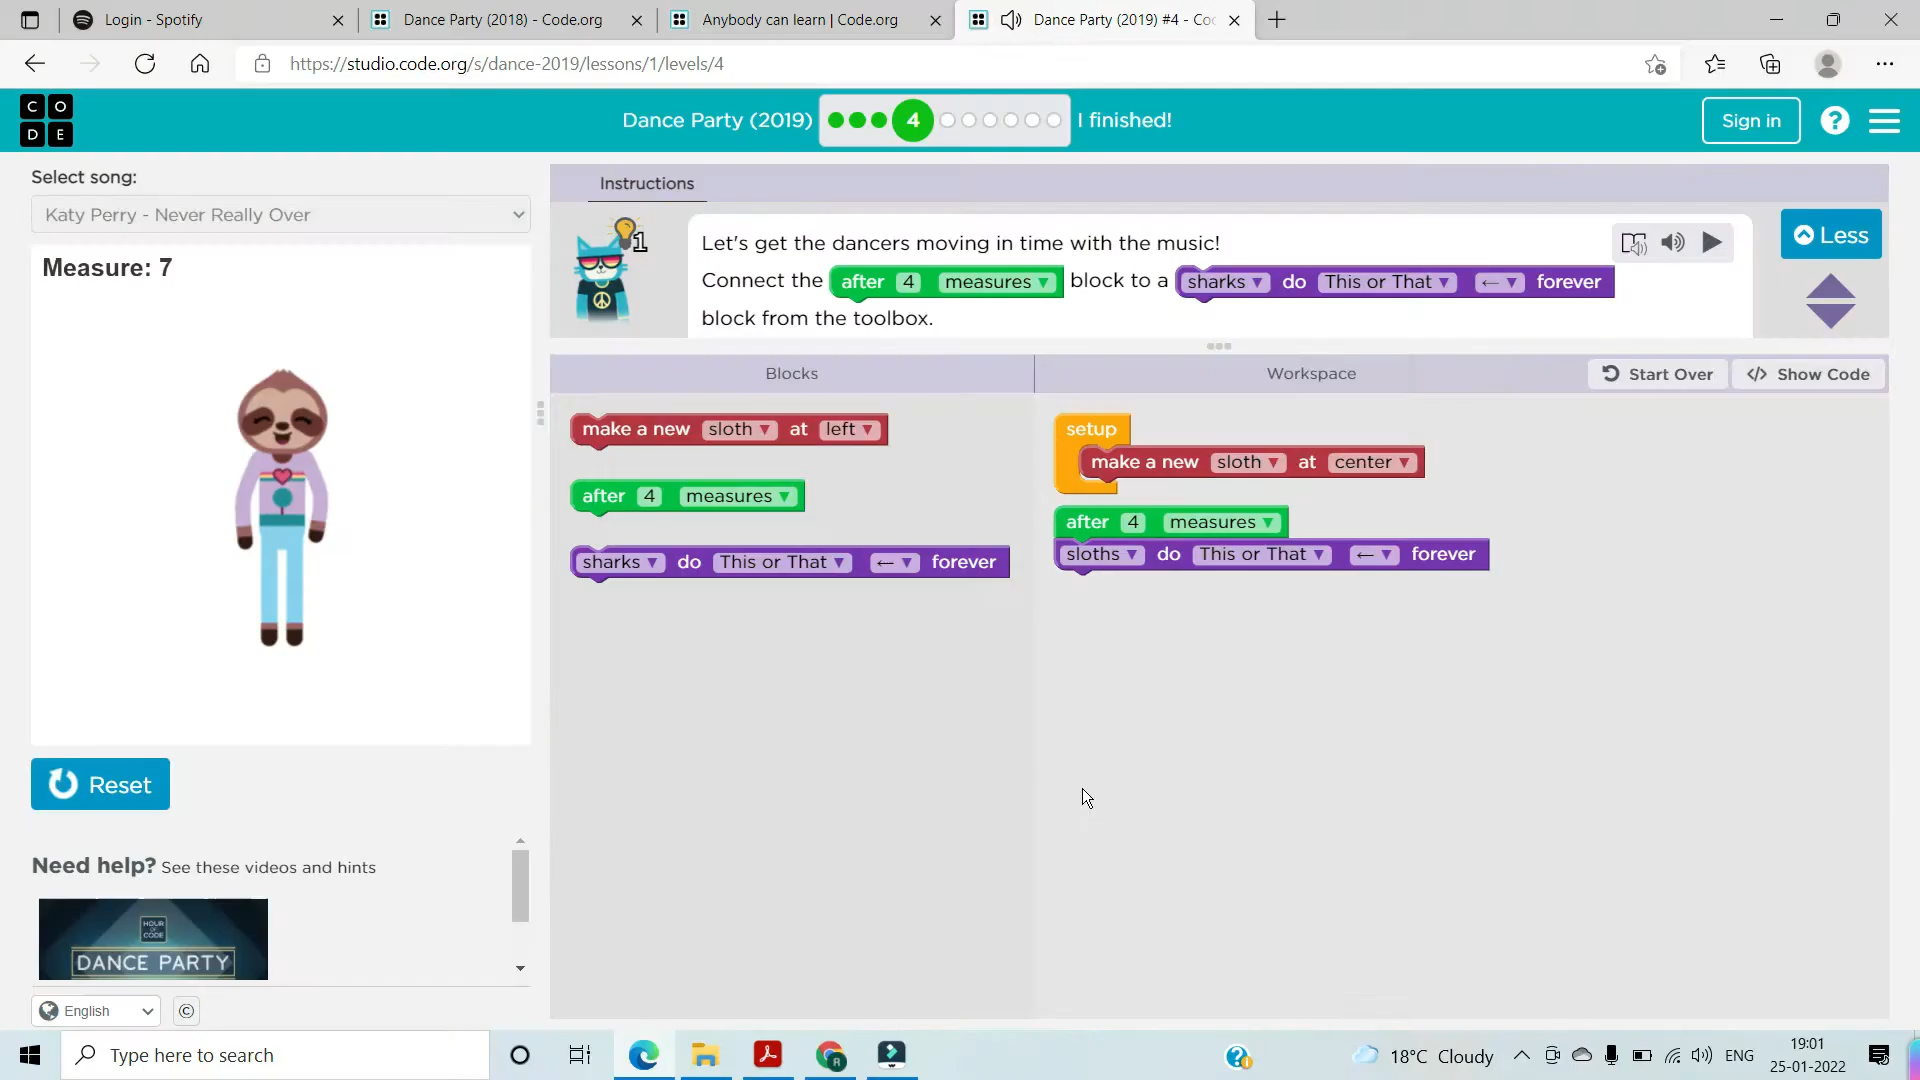 Login - Spotify
Dance Party (2018) - Code.org
Anybody can learn | Code.org
Dance Party (2019) #4 - Co
https://studio.code.org/s/dance-2019/lessons/1/levels/4
C O
D E
Dance Party (2019)
4
I finished!
Sign in
?
Select song:
Katy Perry - Never Really Over
Measure: 7
Reset
Need help? See these videos and hints
HOUR
OF
CODE
DANCE PARTY
English
©
Instructions
1
Let's get the dancers moving in time with the music!
Connect the after 4 measures block to a sharks do This or That ← forever
block from the toolbox.
Less
Blocks
Workspace
Start Over
</> Show Code
make a new sloth at left
after 4 measures
sharks do This or That ← forever
setup
make a new sloth at center
after 4 measures
sloths do This or That ← forever
Type here to search
18°C Cloudy
ENG
19:01
25-01-2022